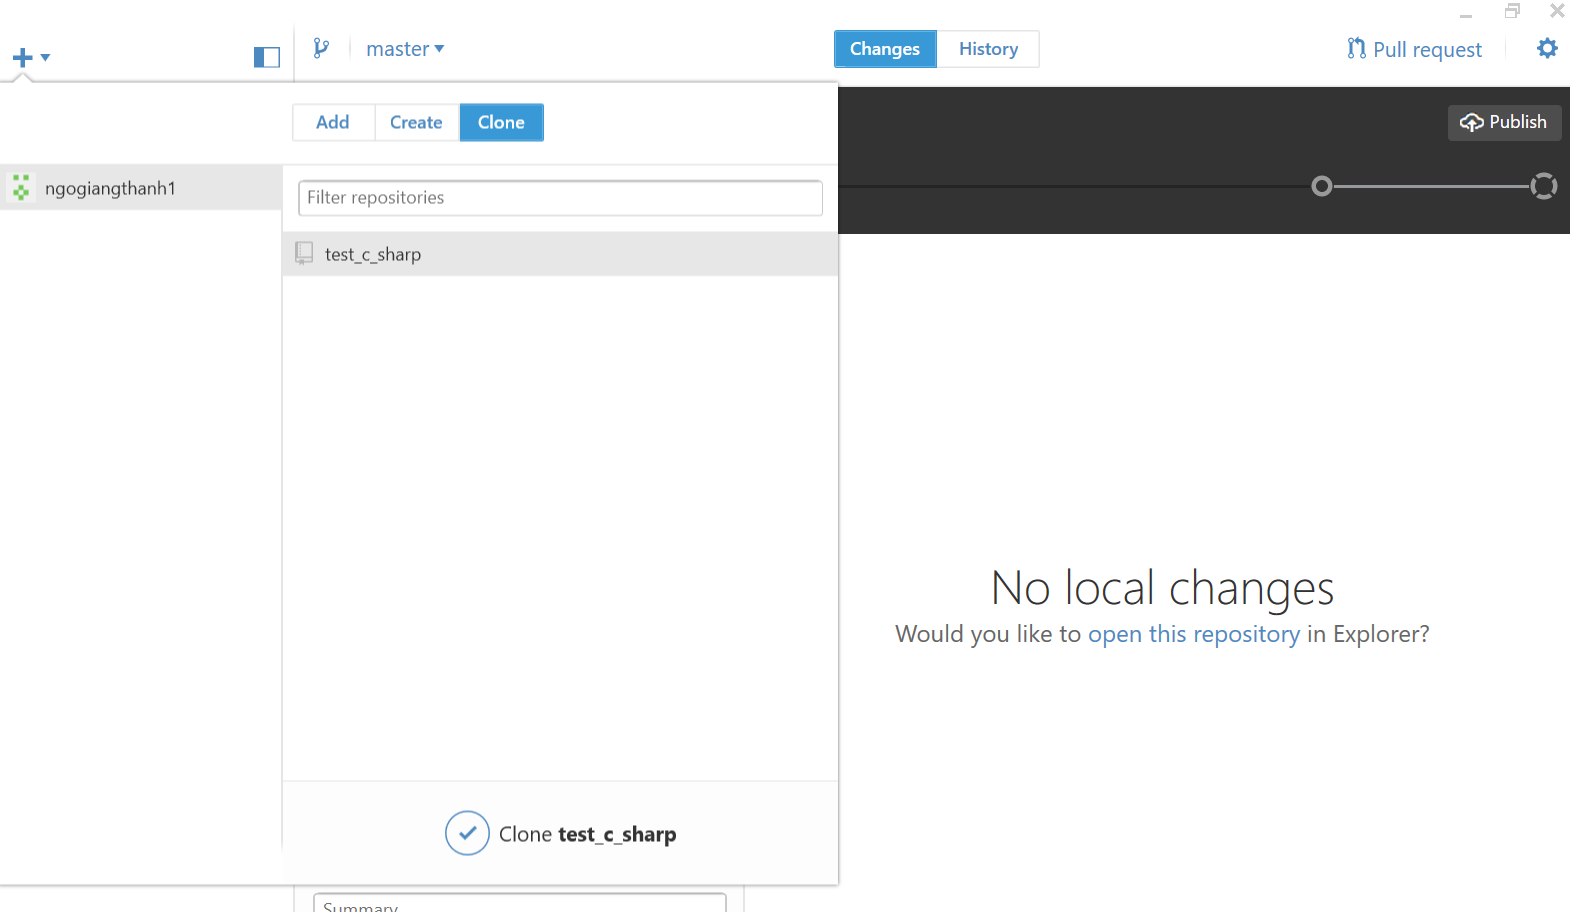 master
Changes
History
Pull request
Add
Create
Clone
Publish
ngogiangthanh1
Filter repositories
test_c_sharp
No local changes
Would you like to open this repository in Explorer?
Clone test_c_sharp
Summary